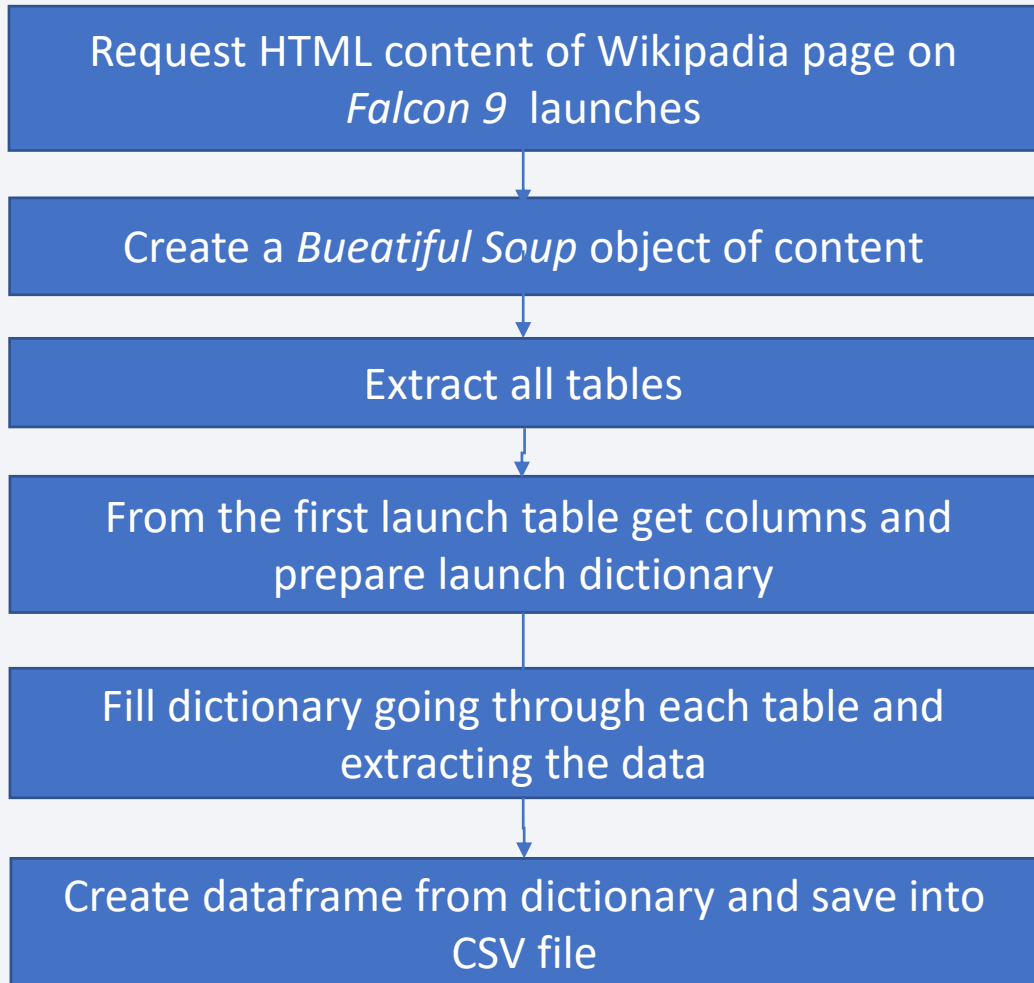 Request HTML content of Wikipadia page on
Falcon 9 launches
Create a Bueatiful Soup object of content
Extract all tables
From the first launch table get columns and
prepare launch dictionary
Fill dictionary going through each table and
extracting the data
Create dataframe from dictionary and save into
CSV file